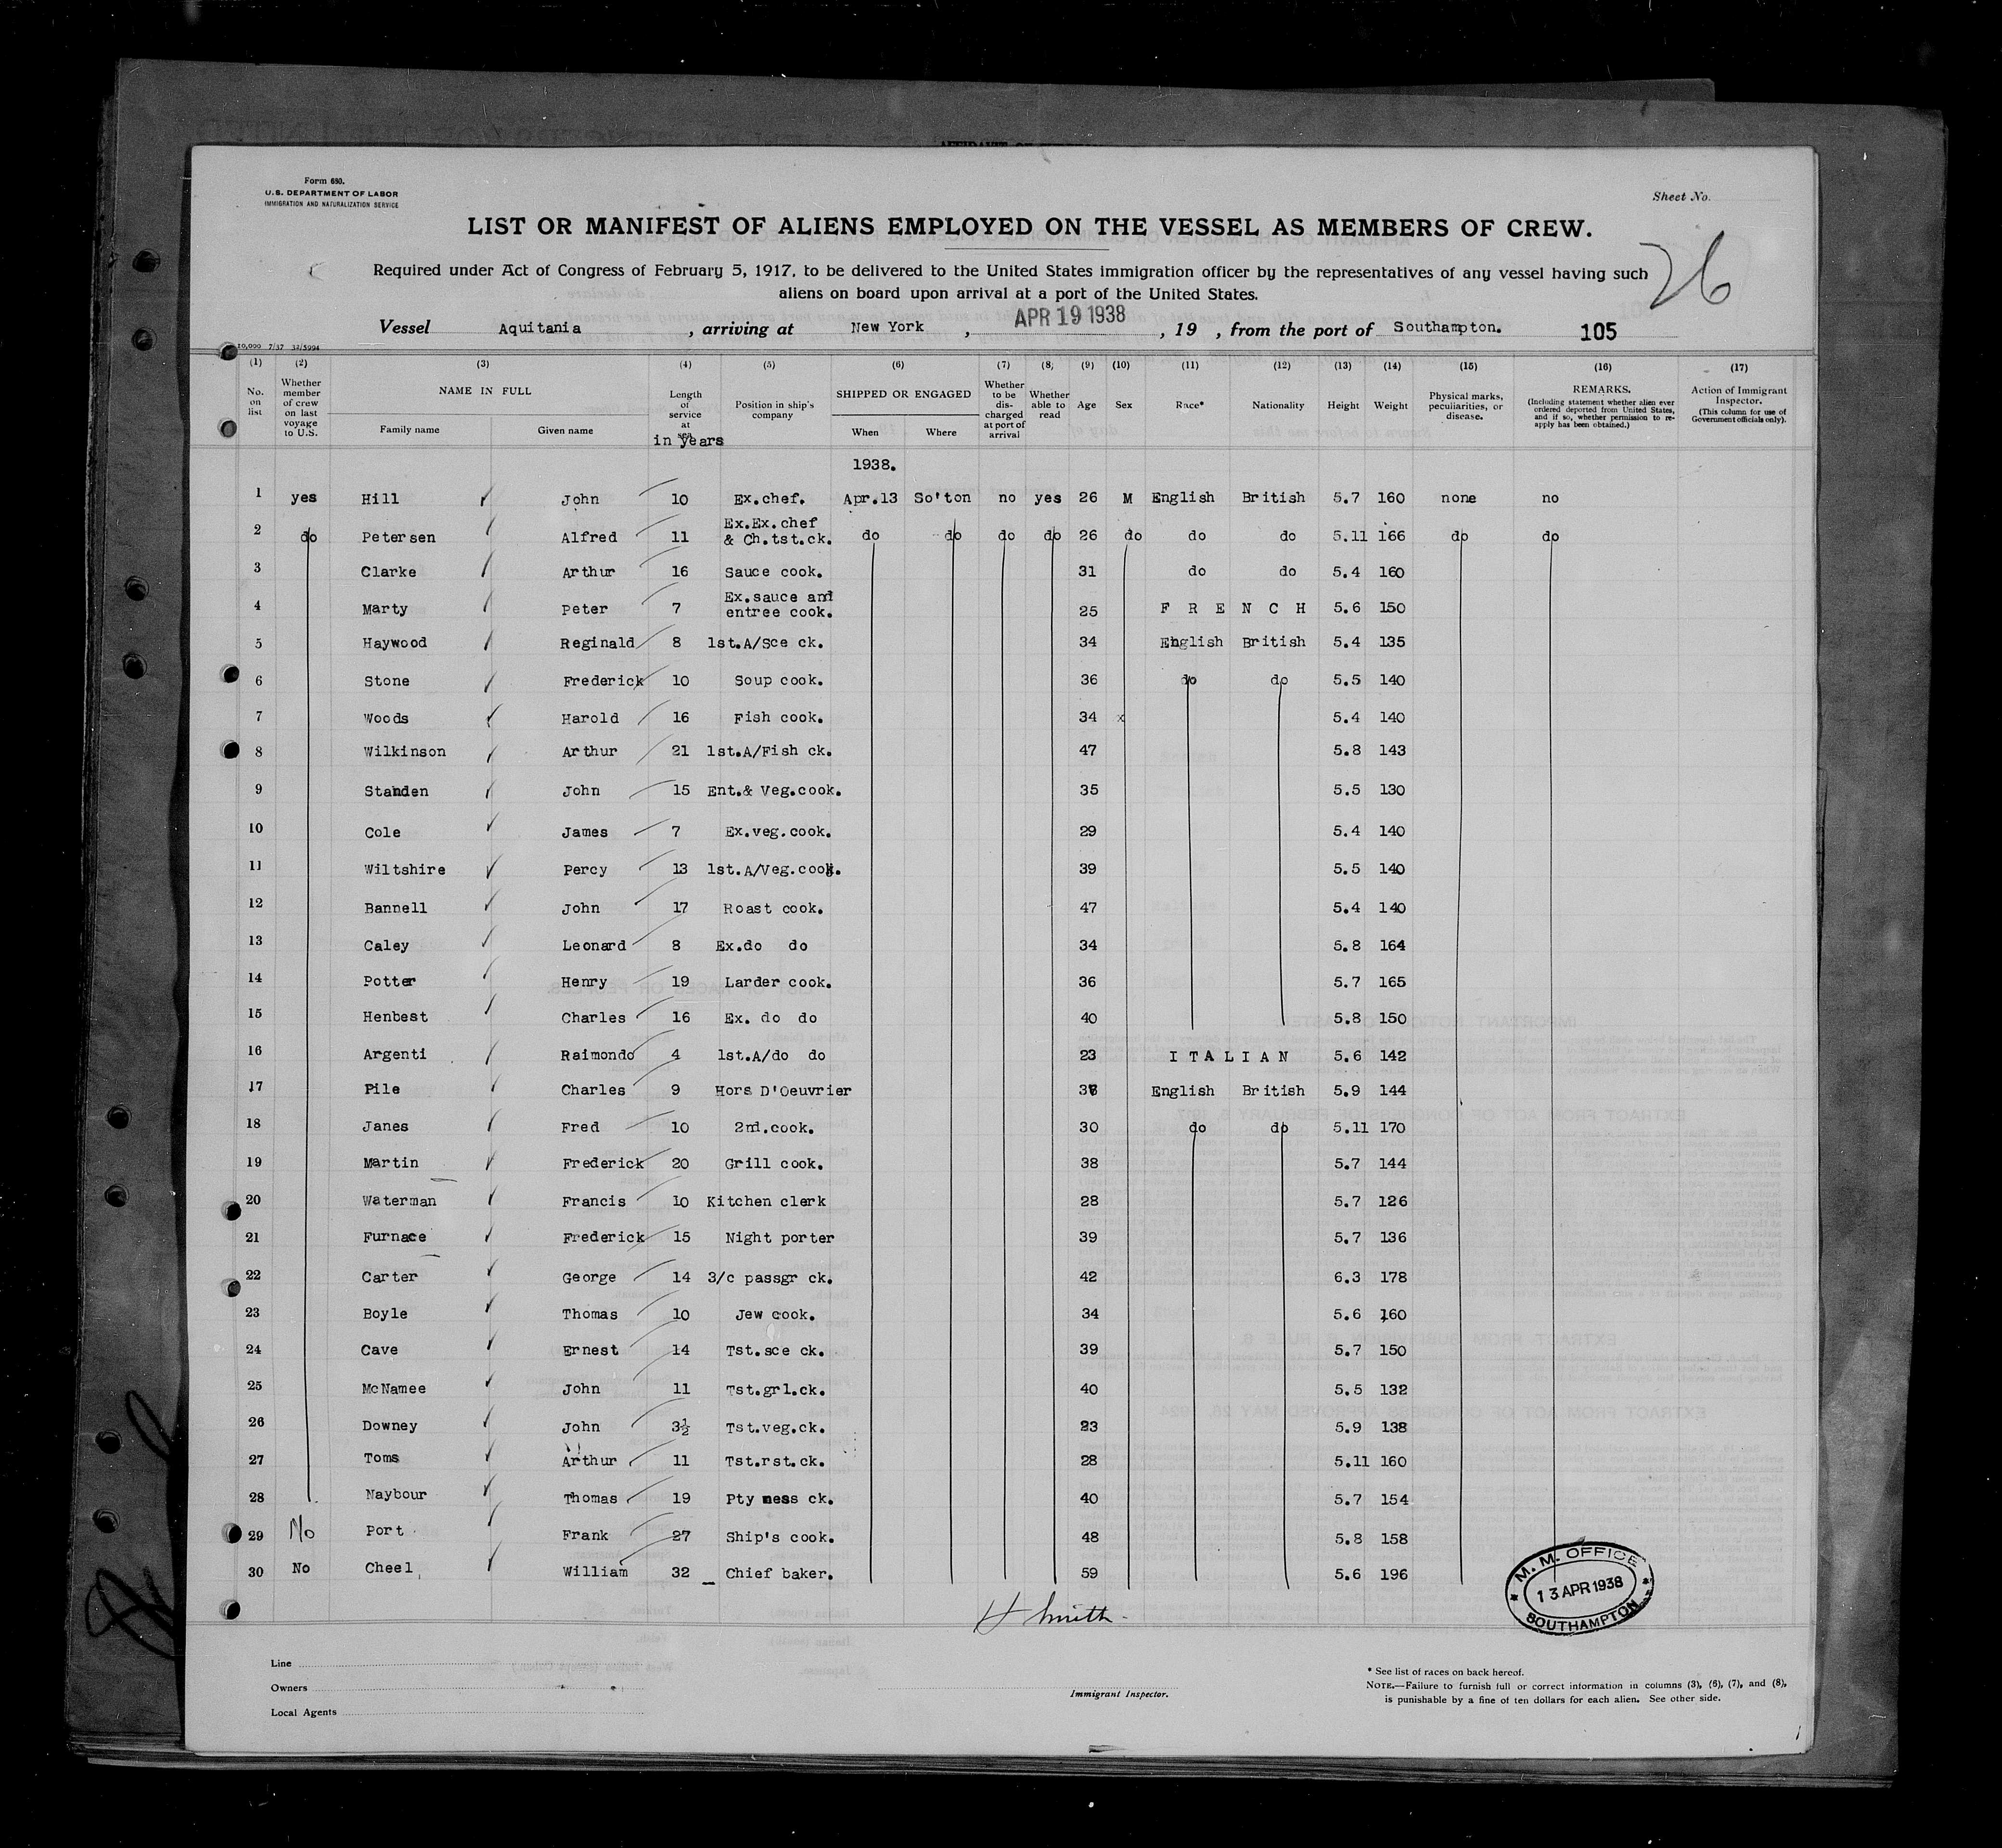 Form 680.
U.S. DEPARTMENT OF LABOR
IMMIGRATION AND NATURALIZATION SERVICE
Sheet No.
LIST OR MANIFEST OF ALIENS EMPLOYED ON THE VESSEL AS MEMBERS OF CREW.
26
Required under Act of Congress of February 5, 1917, to be delivered to the United States immigration officer by the representatives of any vessel having such
aliens on board upon arrival at a port of the United States.
Vessel Aquitania , arriving at New York , APR 19 1938 , 19 , from the port of Southampton. 105
10,000 7/37 32/5994
(1) (2) (3) (4) (5) (6) (7) (8) (9) (10) (11) (12) (13) (14) (15) (16) (17)
No. on list Whether member of crew on last voyage to U.S. NAME IN FULL Family name Given name Length of service at sea in years Position in ship's company SHIPPED OR ENGAGED When Where Whether to be discharged at port of arrival Whether able to read Age Sex Race* Nationality Height Weight Physical marks, peculiarities, or disease. REMARKS. (Including statement whether alien ever ordered deported from United States, and if so, whether permission to re-apply has been obtained.) Action of Immigrant Inspector. (This column for use of Government officials only).
1938.
1 yes Hill John 10 Ex.chef. Apr.13 So'ton no yes 26 M English British 5.7 160 none no
2 do Petersen Alfred 11 Ex.Ex.chef & Ch.tst.ck. do do do do 26 do do do 5.11 166 do do
3 Clarke Arthur 16 Sauce cook. 31 do do 5.4 160
4 Marty Peter 7 Ex.sauce and entree cook. 25 F R E N C H 5.6 150
5 Haywood Reginald 8 1st.A/Sce ck. 34 English British 5.4 135
6 Stone Frederick 10 Soup cook. 36 do do 5.5 140
7 Woods Harold 16 Fish cook. 34 x 5.4 140
8 Wilkinson Arthur 21 1st.A/Fish ck. 47 5.8 143
9 Standen John 15 Ent.& Veg.cook. 35 5.5 130
10 Cole James 7 Ex.veg.cook. 29 5.4 140
11 Wiltshire Percy 13 1st.A/Veg.cook. 39 5.5 140
12 Bannell John 17 Roast cook. 47 5.4 140
13 Caley Leonard 8 Ex.do do 34 5.8 164
14 Potter Henry 19 Larder cook. 36 5.7 165
15 Henbest Charles 16 Ex. do do 40 5.8 150
16 Argenti Raimondo 4 1st.A/do do 23 I T A L I A N 5.6 142
17 Pile Charles 9 Hors D'Oeuvrier English British 5.9 144
18 Janes Fred 10 2nd.cook. 30 do do 5.11 170
19 Martin Frederick 20 Grill cook. 38 5.7 144
20 Waterman Francis 10 Kitchen clerk 28 5.7 126
21 Furnace Frederick 15 Night porter 39 5.7 136
22 Carter George 14 3/c passgr ck. 42 6.3 178
23 Boyle Thomas 10 Jew cook. 34 5.6 160
24 Cave Ernest 14 Tst.sce ck. 39 5.7 150
25 McNamee John 11 Tst.grl.ck. 40 5.5 132
26 Downey John 3½ Tst.veg.ck. 23 5.9 138
27 Toms Arthur 11 Tst.rst.ck. 28 5.11 160
28 Naybour Thomas 19 Pty mess ck. 40 5.7 154
29 No Port Frank 27 Ship's cook. 48 5.8 158
30 No Cheel William 32 Chief baker. 59 5.6 196
M. M. OFFICE
13 APR 1938
SOUTHAMPTON
H Smith
Line
Owners
Local Agents
Immigrant Inspector.
* See list of races on back hereof.
NOTE.—Failure to furnish full or correct information in columns (3), (6), (7), and (8),
is punishable by a fine of ten dollars for each alien. See other side.